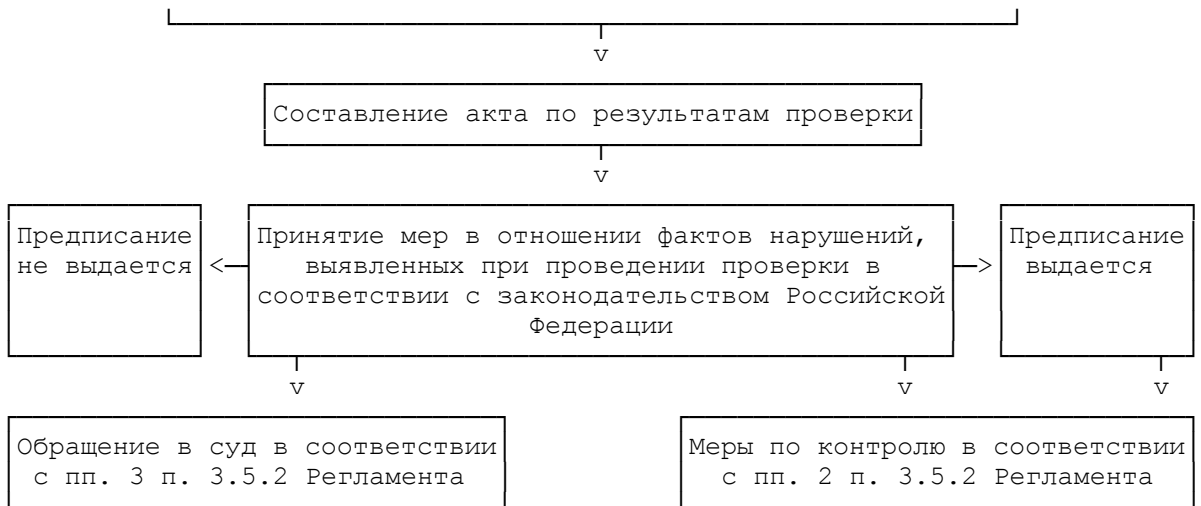 Составление акта по результатам проверки
Предписание не выдается
Принятие мер в отношении фактов нарушений,
выявленных при проведении проверки в
соответствии с законодательством Российской
Федерации
Предписание
выдается
Обращение в суд в соответствии
с пп. 3 п. 3.5.2 Регламента
Меры по контролю в соответствии
с пп. 2 п. 3.5.2 Регламента